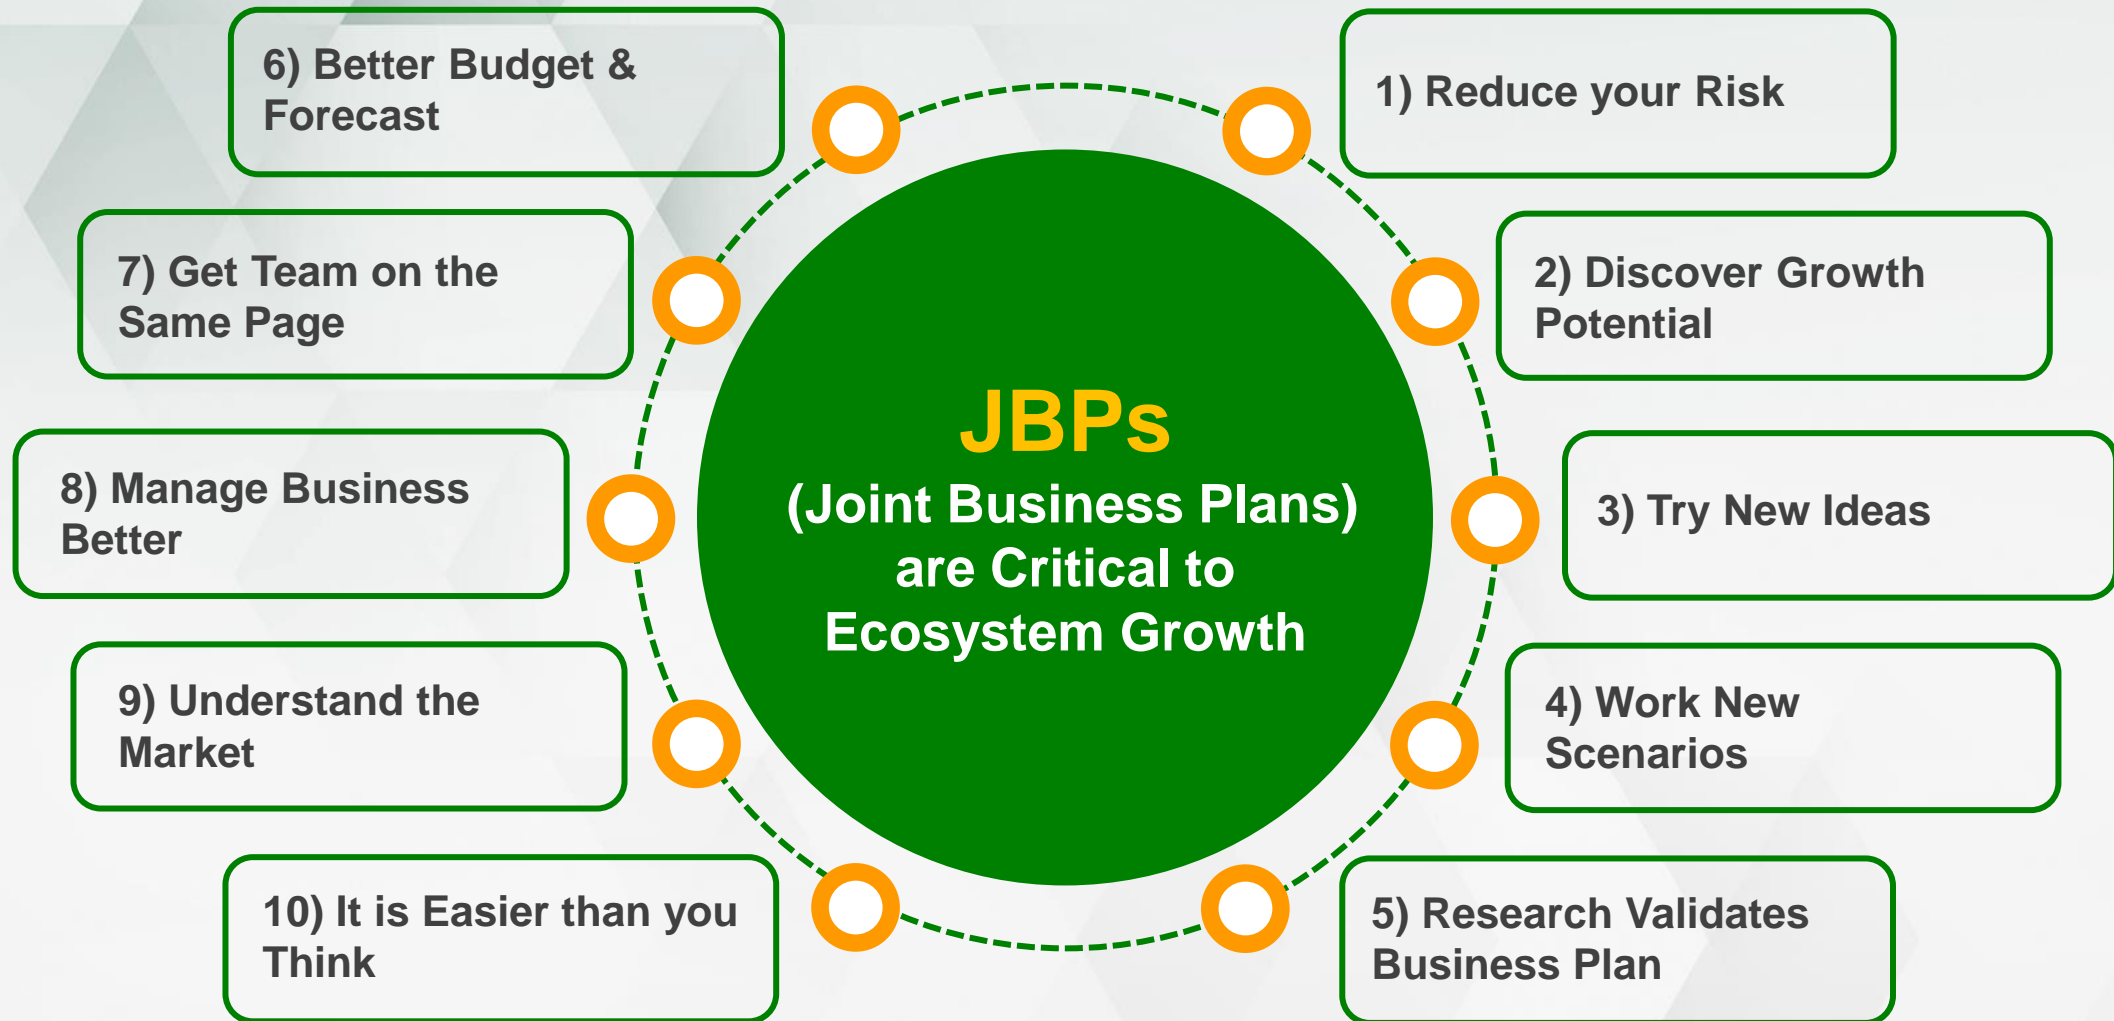 JBPs
(Joint Business Plans)
are Critical to
Ecosystem Growth
1) Reduce your Risk
2) Discover Growth
Potential
3) Try New Ideas
4) Work New
Scenarios
5) Research Validates
Business Plan
6) Better Budget &
Forecast
7) Get Team on the
Same Page
8) Manage Business
Better
9) Understand the
Market
10) It is Easier than you
Think